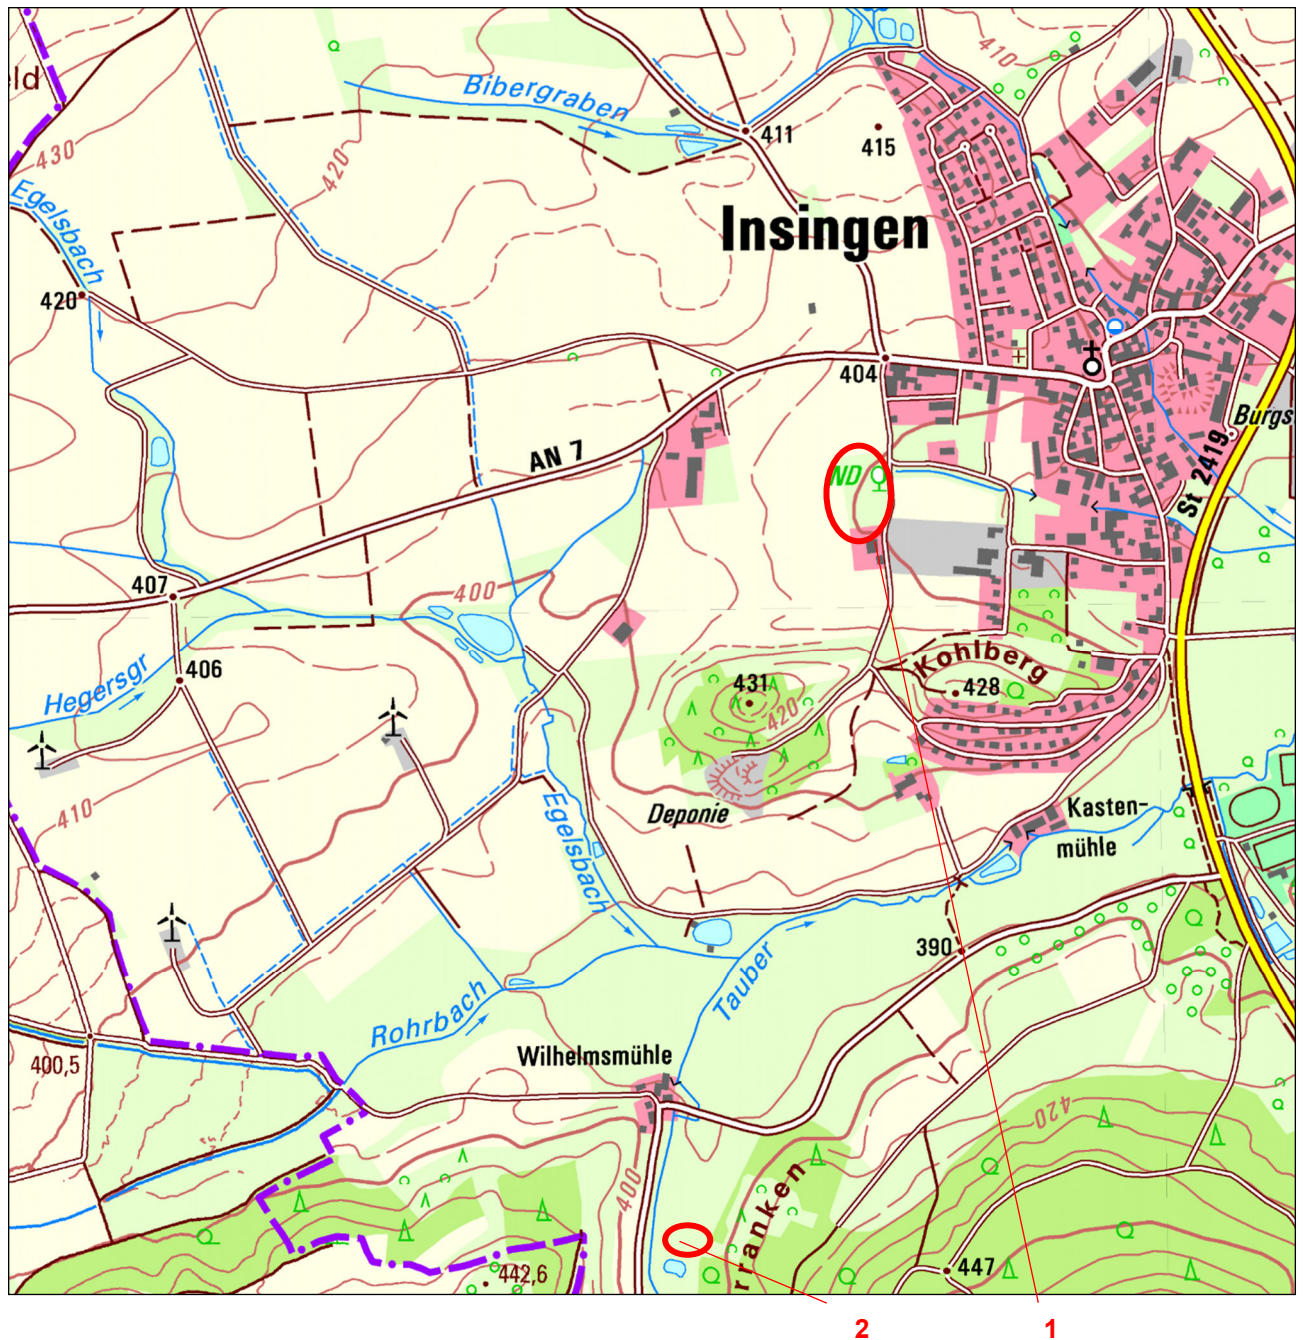 410
eld
Bibergraben
411
415
430
420
Egelsbach
Insingen
420
404
Burgs
AN 7
St 2419
ND
407
400
Hegersgr
406
Kohlberg
431
428
420
410
Deponie
Egelsbach
Kasten-
mühle
390
Tauber
Rohrbach
Wilhelmsmühle
400,5
420
400
rranken
442,6
447
2
1